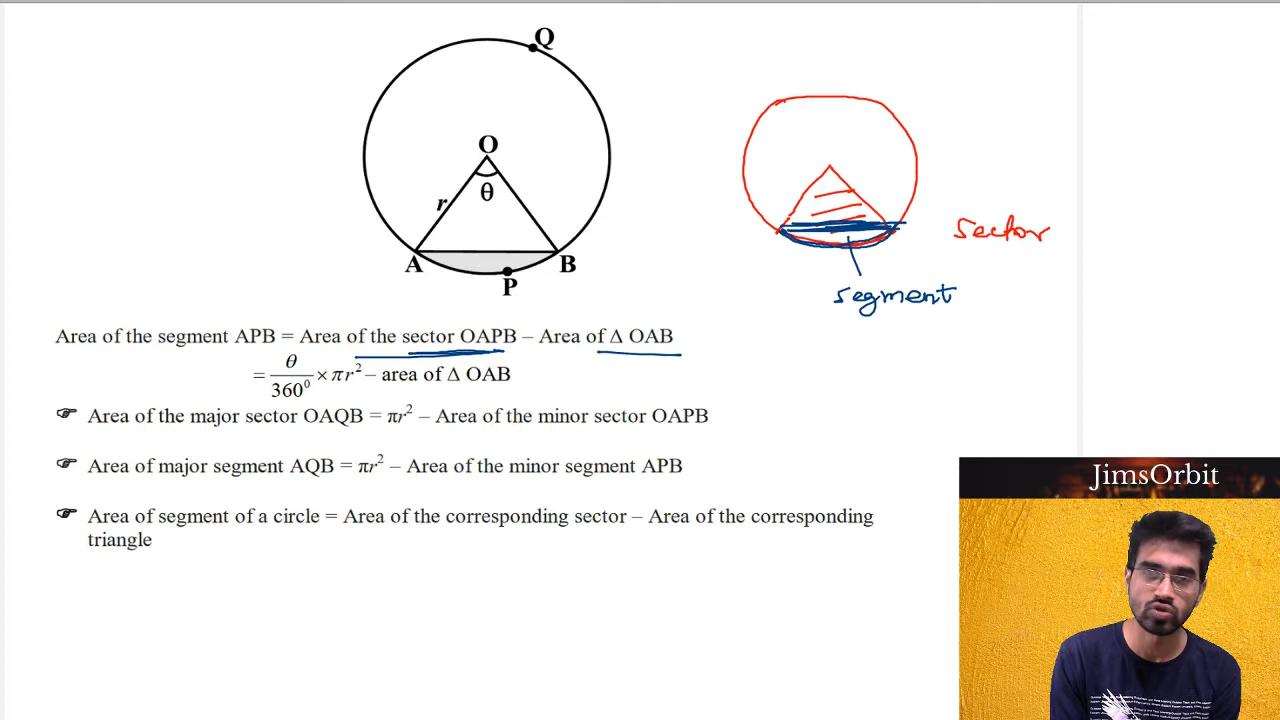 Q
O
θ
r
A
B
P
sector
segment
Area of the segment APB = Area of the sector OAPB – Area of Δ OAB
= θ/360⁰ × πr² – area of Δ OAB
☞ Area of the major sector OAQB = πr² – Area of the minor sector OAPB
☞ Area of major segment AQB = πr² – Area of the minor segment APB
☞ Area of segment of a circle = Area of the corresponding sector – Area of the corresponding
triangle
JimsOrbit